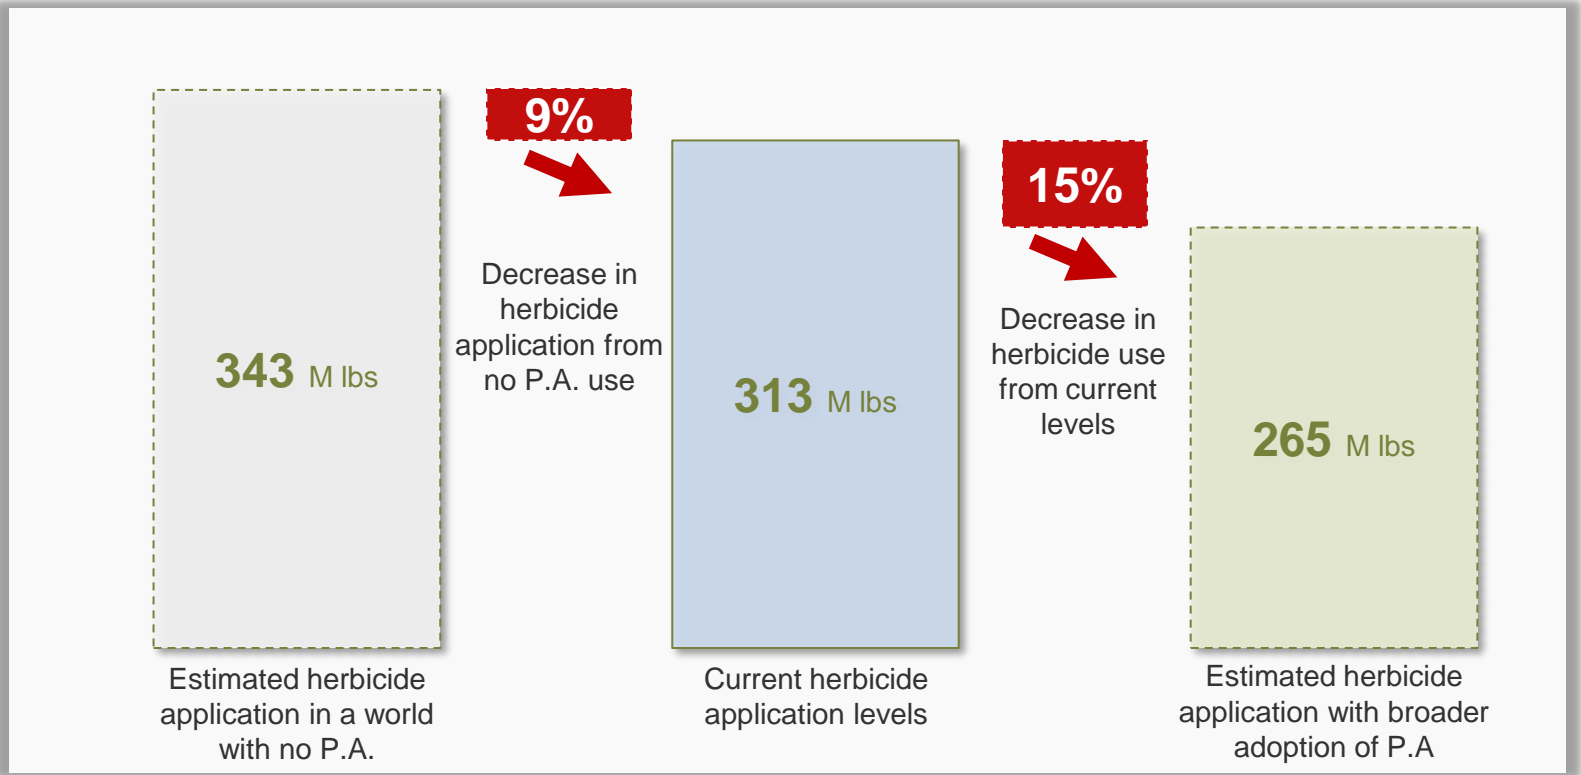 343 M lbs
Estimated herbicide
application in a world
with no P.A.
9%
Decrease in
herbicide
application from
no P.A. use
313 M lbs
Current herbicide
application levels
15%
Decrease in
herbicide use
from current
levels
265 M lbs
Estimated herbicide
application with broader
adoption of P.A